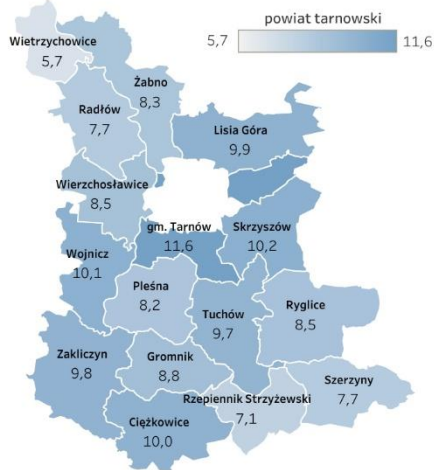 powiat tarnowski
5,7
11,6
Wietrzychowice
5,7
Żabno
8,3
Radłów
7,7
Lisia Góra
9,9
Wierzchosławice
8,5
gm. Tarnów
11,6
Skrzyszów
10,2
Wojnicz
10,1
Pleśna
8,2
Tuchów
9,7
Ryglice
8,5
Zakliczyn
9,8
Gromnik
8,8
Szerzyny
7,7
Rzepiennik Strzyżewski
7,1
Ciężkowice
10,0